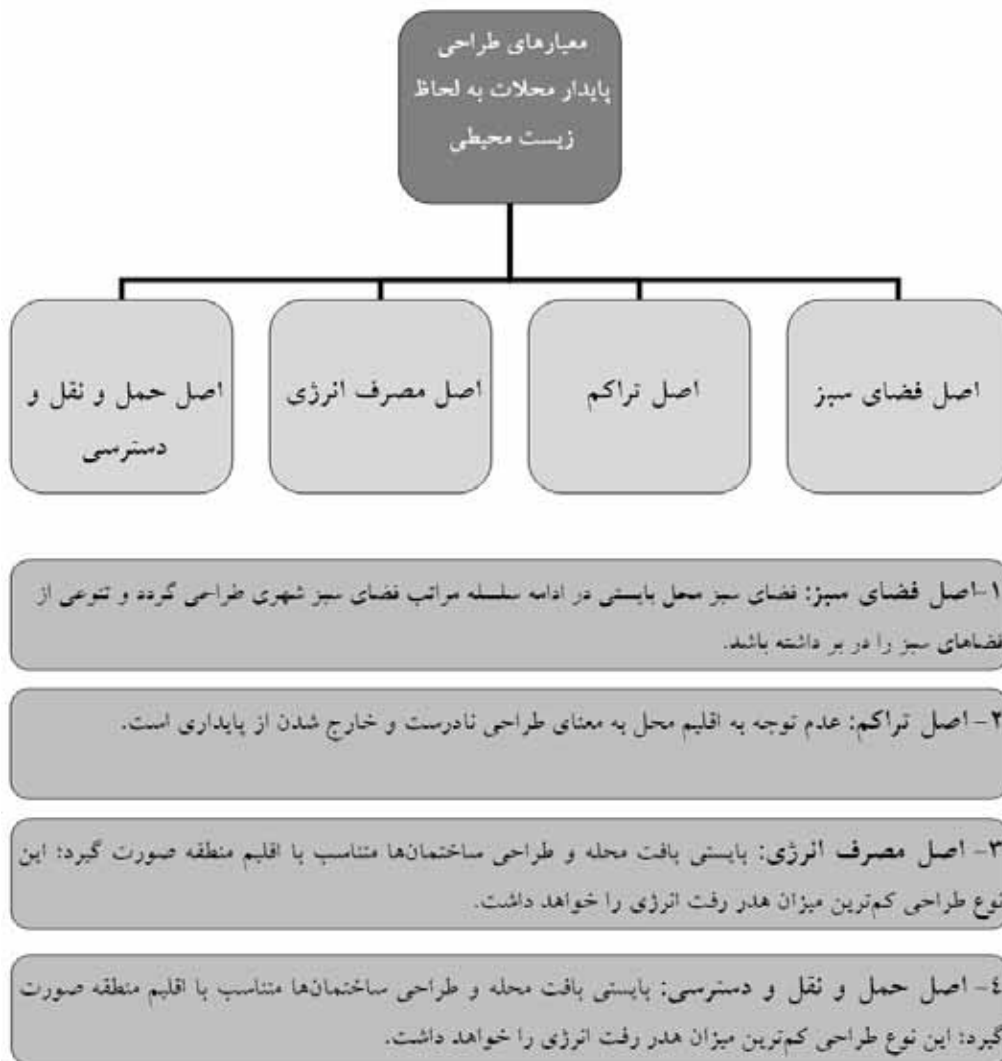 معیارهای طراحی
پایدار محلات به لحاظ
زیست محیطی
اصل فضای سبز
اصل تراکم
اصل مصرف انرژی
اصل حمل و نقل و
دسترسی
۱-اصل فضای سبز: فضای سبز محل بایستی در ادامه سلسله مراتب فضای سبز شهری طراحی گردد و تنوعی از
فضاهای سبز را در بر داشته باشد.
۲- اصل تراکم: عدم توجه به اقلیم محل به معنای طراحی نادرست و خارج شدن از پایداری است.
۳- اصل مصرف انرژی: بایستی بافت محله و طراحی ساختمان‌ها متناسب با اقلیم منطقه صورت گیرد؛ این
نوع طراحی کم‌ترین میزان هدر رفت انرژی را خواهد داشت.
٤- اصل حمل و نقل و دسترسی: بایستی بافت محله و طراحی ساختمان‌ها متناسب با اقلیم منطقه صورت
گیرد؛ این نوع طراحی کم‌ترین میزان هدر رفت انرژی را خواهد داشت.